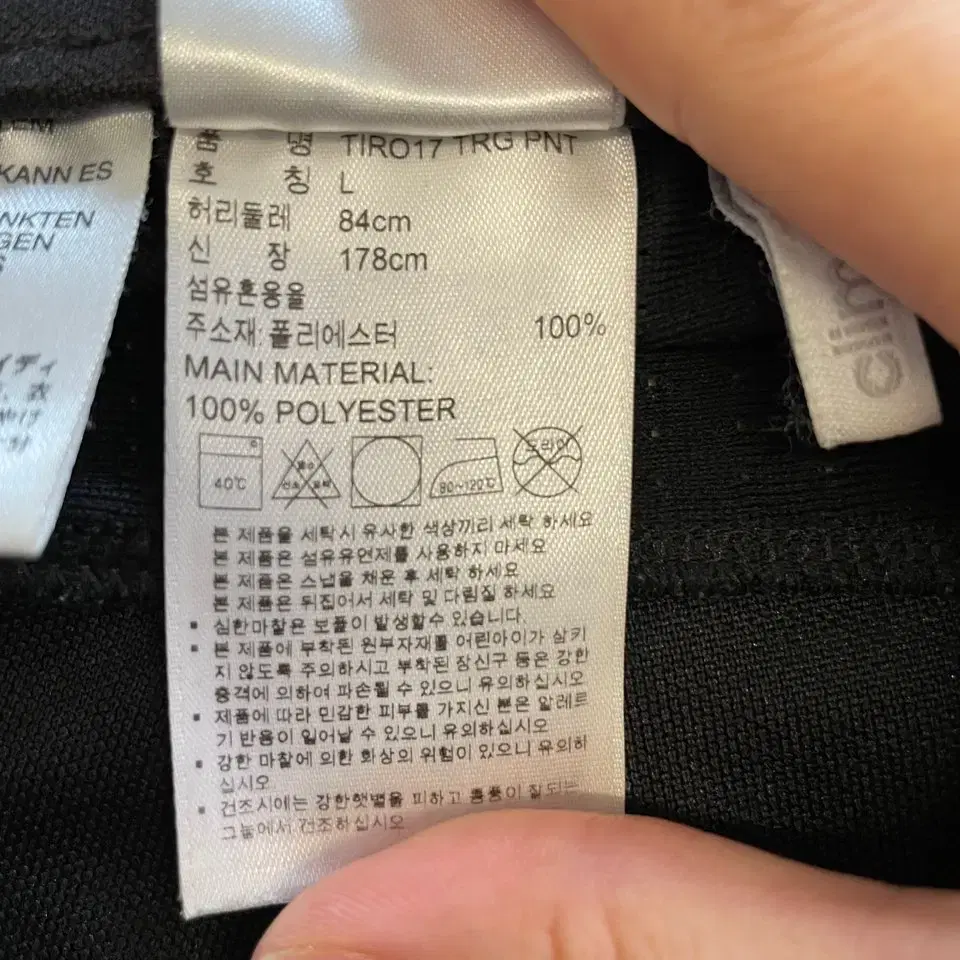 KANN ES
NKTEN
GEN
S
イディ
衣
やけ
품 명 TIRO17 TRG PNT
호 칭 L
허리둘레 84cm
신 장 178cm
섬유혼용율
주소재: 폴리에스터 100%
MAIN MATERIAL:
100% POLYESTER
40℃
염소
80~120℃
드라이
본 제품을 세탁시 유사한 색상끼리 세탁 하세요
본 제품은 섬유유연제를 사용하지 마세요
본 제품은 스냅을 채운 후 세탁 하세요
본 제품은 뒤집어서 세탁 및 다림질 하세요
▪ 심한마찰은 보풀이 발생할수 있습니다.
▪ 본 제품에 부착된 원부자재를 어린아이가 삼키
지 않도록 주의하시고 부착된 장신구 등은 강한
충격에 의하여 파손될 수 있으니 유의하십시오
▪ 제품에 따라 민감한 피부를 가지신 분은 알레르
기 반응이 일어날 수 있으니 유의하십시오
▪ 강한 마찰에 의한 화상의 위험이 있으니 유의하
십시오
▪ 건조시에는 강한햇볕을 피하고 통풍이 잘되는
그늘에서 건조하십시오
clim